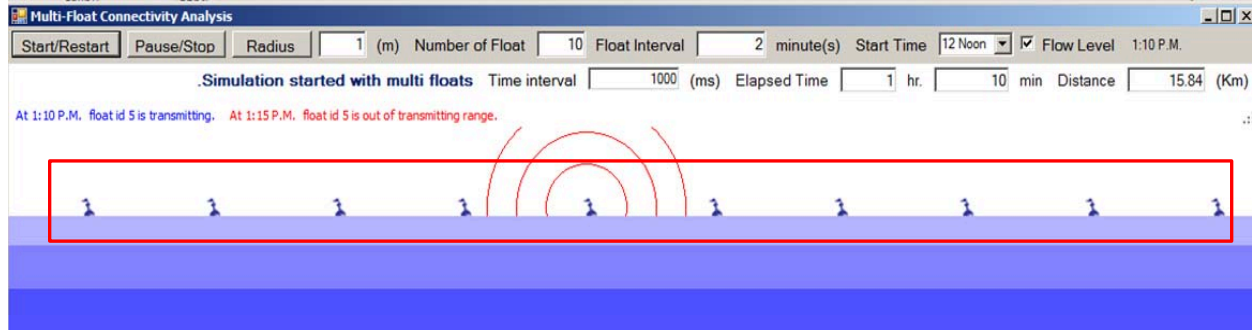 Multi-Float Connectivity Analysis
Start/Restart Pause/Stop Radius 1 (m) Number of Float 10 Float Interval 2 minute(s) Start Time 12 Noon Flow Level 1:10 P.M.
.Simulation started with multi floats Time interval 1000 (ms) Elapsed Time 1 hr. 10 min Distance 15.84 (Km)
At 1:10 P.M. float id 5 is transmitting. At 1:15 P.M. float id 5 is out of transmitting range.